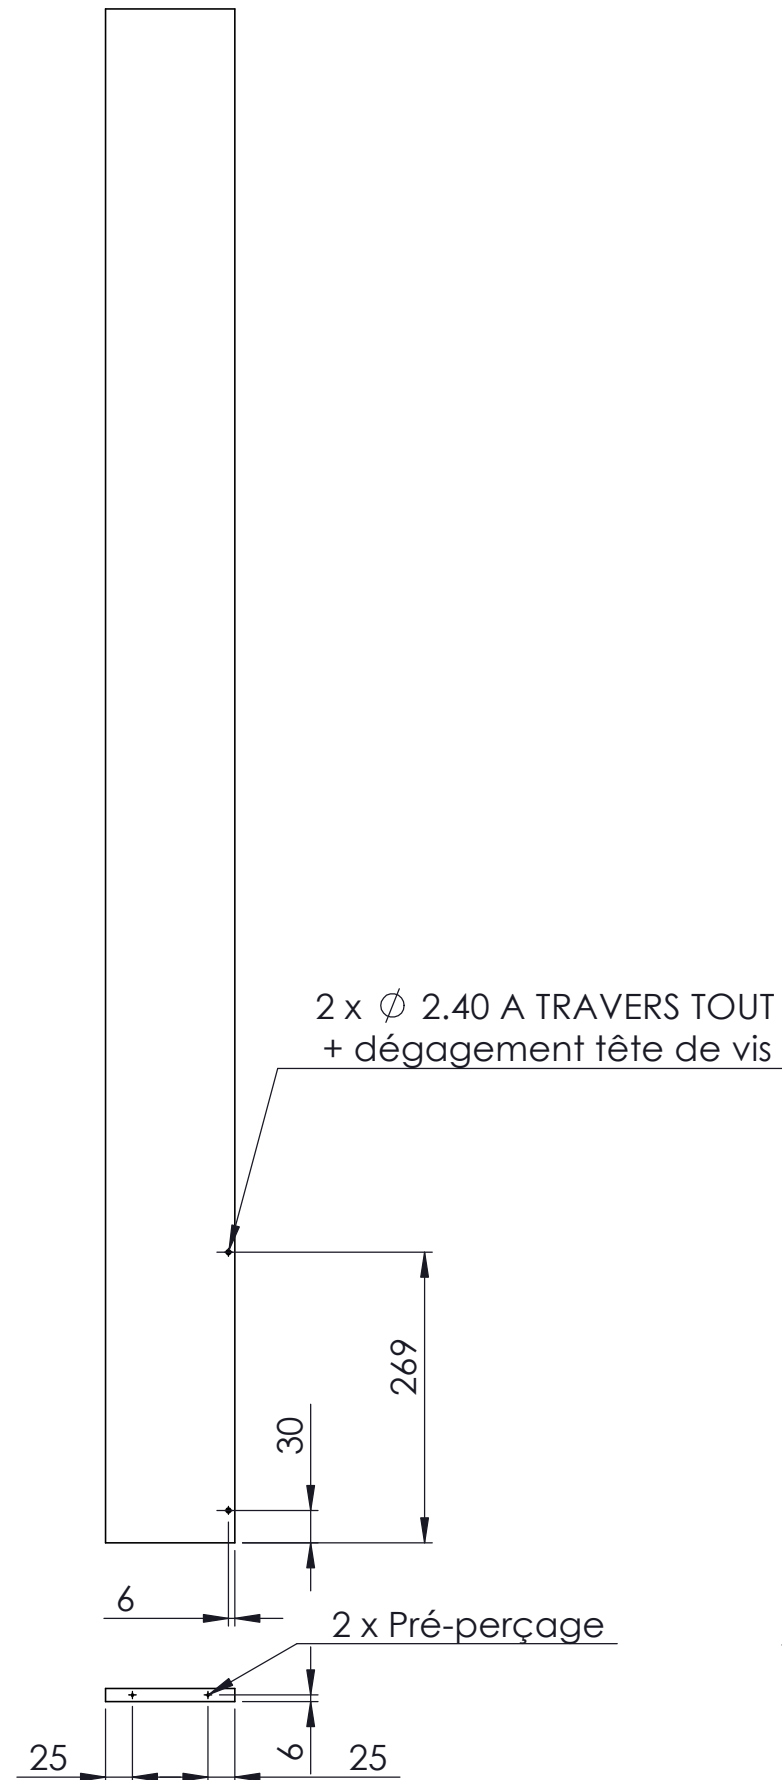 2 x ∅ 2.40 A TRAVERS TOUT
+ dégagement tête de vis
269
30
6
2 x Pré-perçage
25
6
25